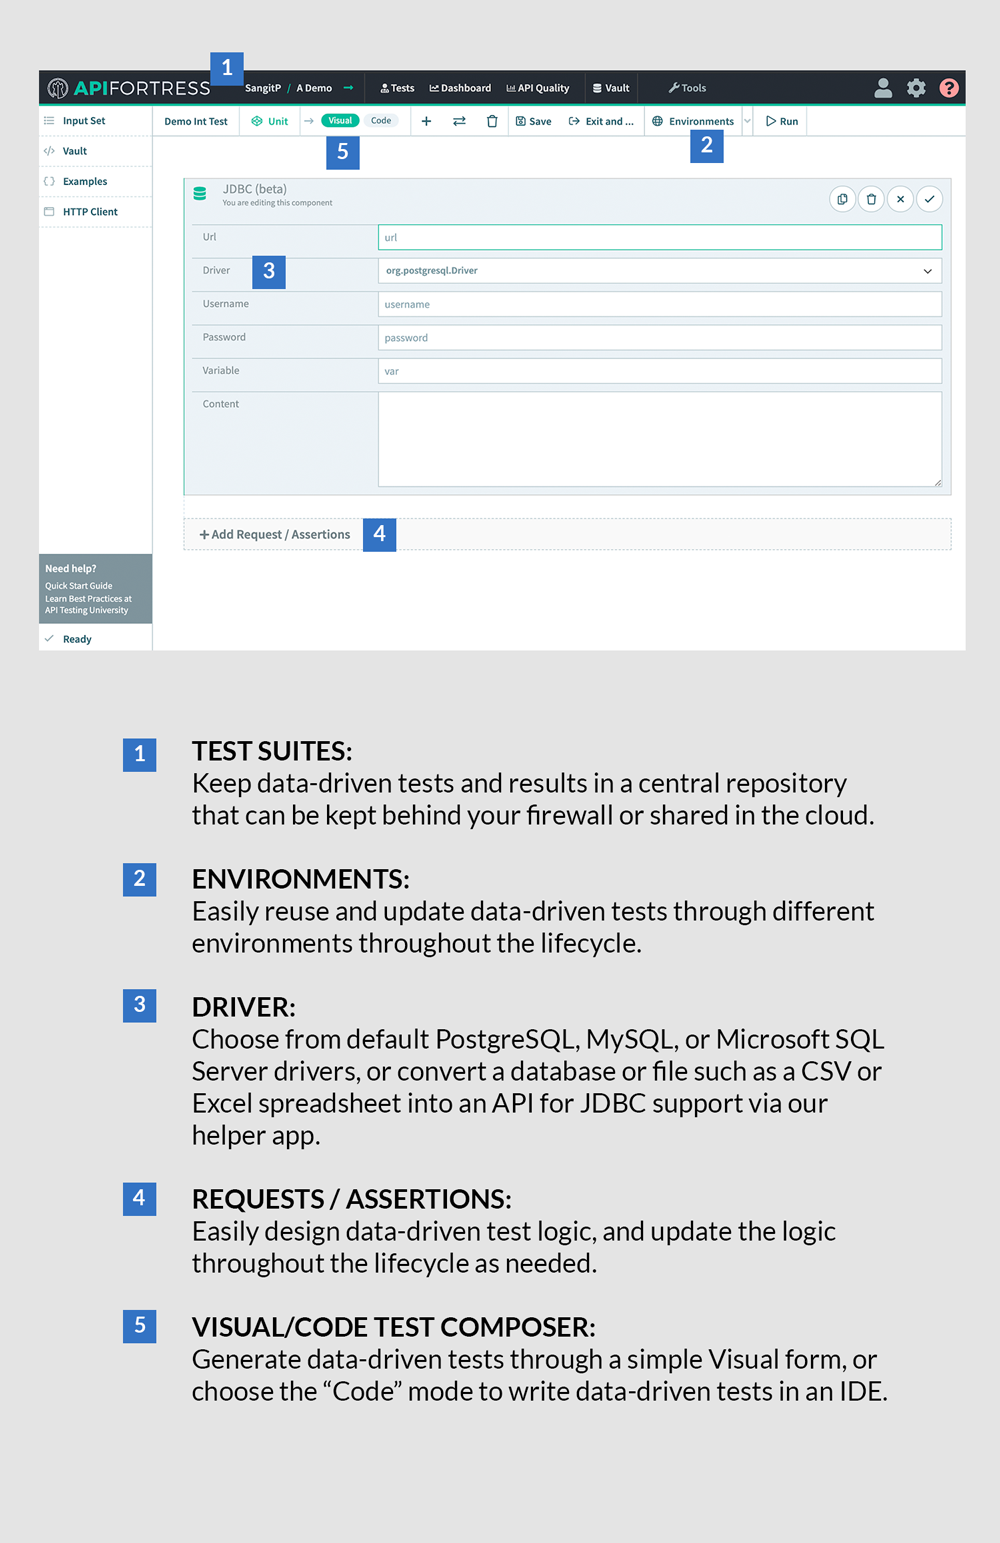 1
APIFORTRESS SangitP / A Demo → Tests Dashboard API Quality Vault Tools ?
Input Set Demo Int Test Unit → Visual Code + Save Exit and ... Environments Run
5 2
Vault
Examples
HTTP Client
JDBC (beta)
You are editing this component
Url url
Driver 3 org.postgresql.Driver
Username username
Password password
Variable var
Content
+ Add Request / Assertions 4
Need help?
Quick Start Guide
Learn Best Practices at
API Testing University
Ready
1 TEST SUITES:
Keep data-driven tests and results in a central repository
that can be kept behind your firewall or shared in the cloud.
2 ENVIRONMENTS:
Easily reuse and update data-driven tests through different
environments throughout the lifecycle.
3 DRIVER:
Choose from default PostgreSQL, MySQL, or Microsoft SQL
Server drivers, or convert a database or file such as a CSV or
Excel spreadsheet into an API for JDBC support via our
helper app.
4 REQUESTS / ASSERTIONS:
Easily design data-driven test logic, and update the logic
throughout the lifecycle as needed.
5 VISUAL/CODE TEST COMPOSER:
Generate data-driven tests through a simple Visual form, or
choose the “Code” mode to write data-driven tests in an IDE.